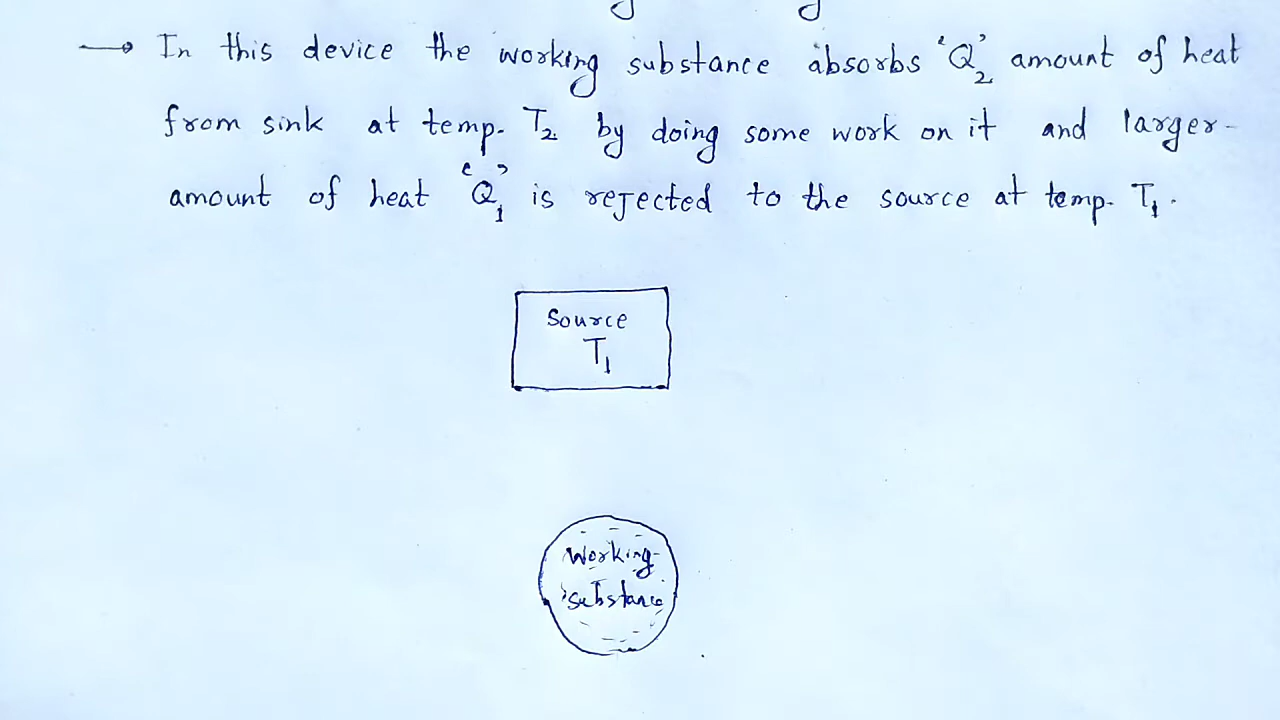 → In this device the working substance absorbs 'Q₂' amount of heat
from sink at temp. T₂ by doing some work on it and larger
amount of heat 'Q₁' is rejected to the source at temp. T₁.
Source
T₁
Working
substance